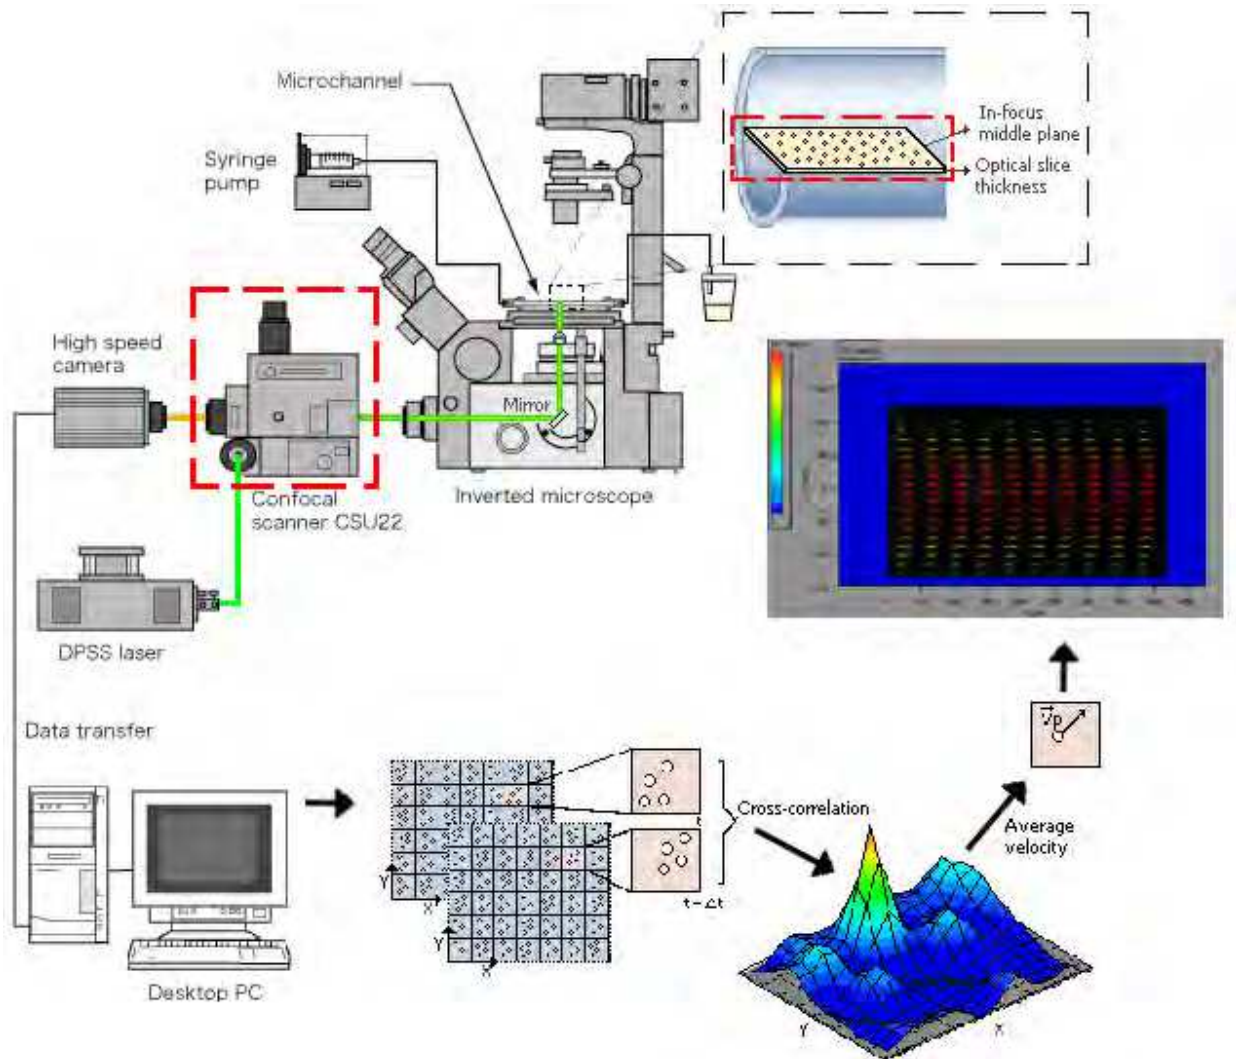 Microchannel
Syringe
pump
In-focus
middle plane
Optical slice
thickness
High speed
camera
Mirror
Inverted microscope
Confocal
scanner CSU22
DPSS laser
Data transfer
Vp
t
Cross-correlation
Average
velocity
Y
X
Y
X
Desktop PC
Y
X